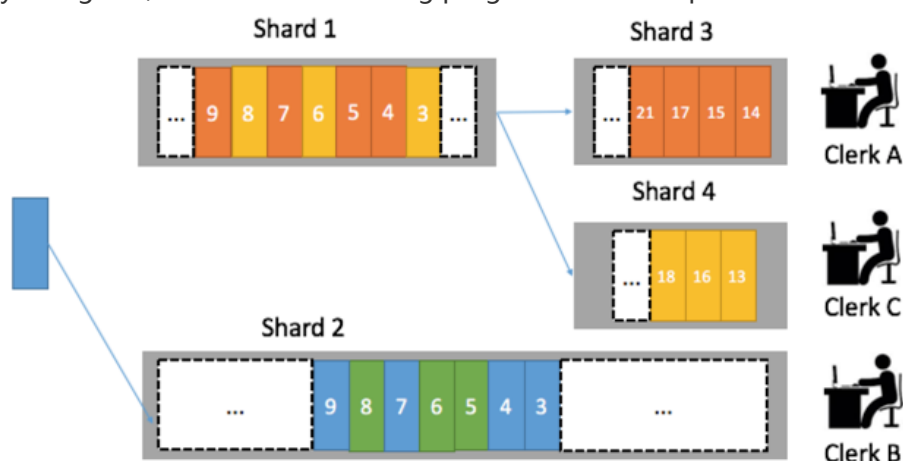 Shard 1
Shard 3
... 9 8 7 6 5 4 3 ...
... 21 17 15 14
Clerk A
Shard 4
... 18 16 13
Clerk C
Shard 2
... 9 8 7 6 5 4 3 ...
Clerk B